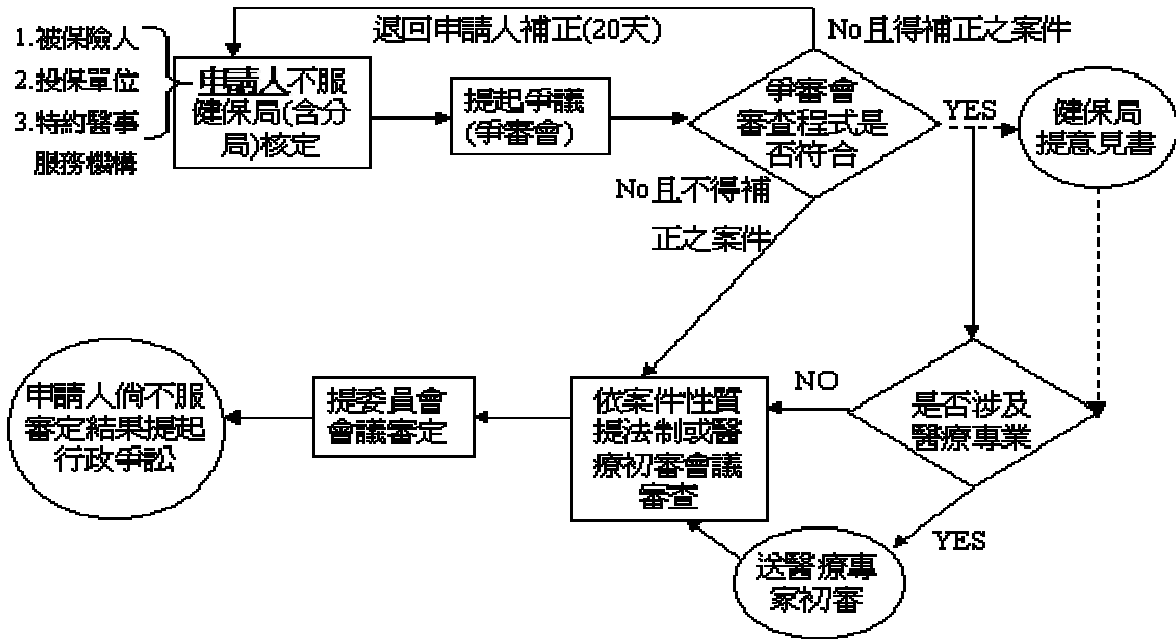 1.被保險人
2.投保單位
3.特約醫事
服務機構
申請人不服
健保局(含分
局)核定
退回申請人補正(20天)
No且得補正之案件
提起爭議
(爭審會)
爭審會
審查程式是
否符合
YES
健保局
提意見書
No且不得補
正之案件
申請人倘不服
審定結果提起
行政爭訟
提委員會
會議審定
依案件性質
提法制或醫
療初審會議
審查
NO
是否涉及
醫療專業
YES
送醫療專
家初審